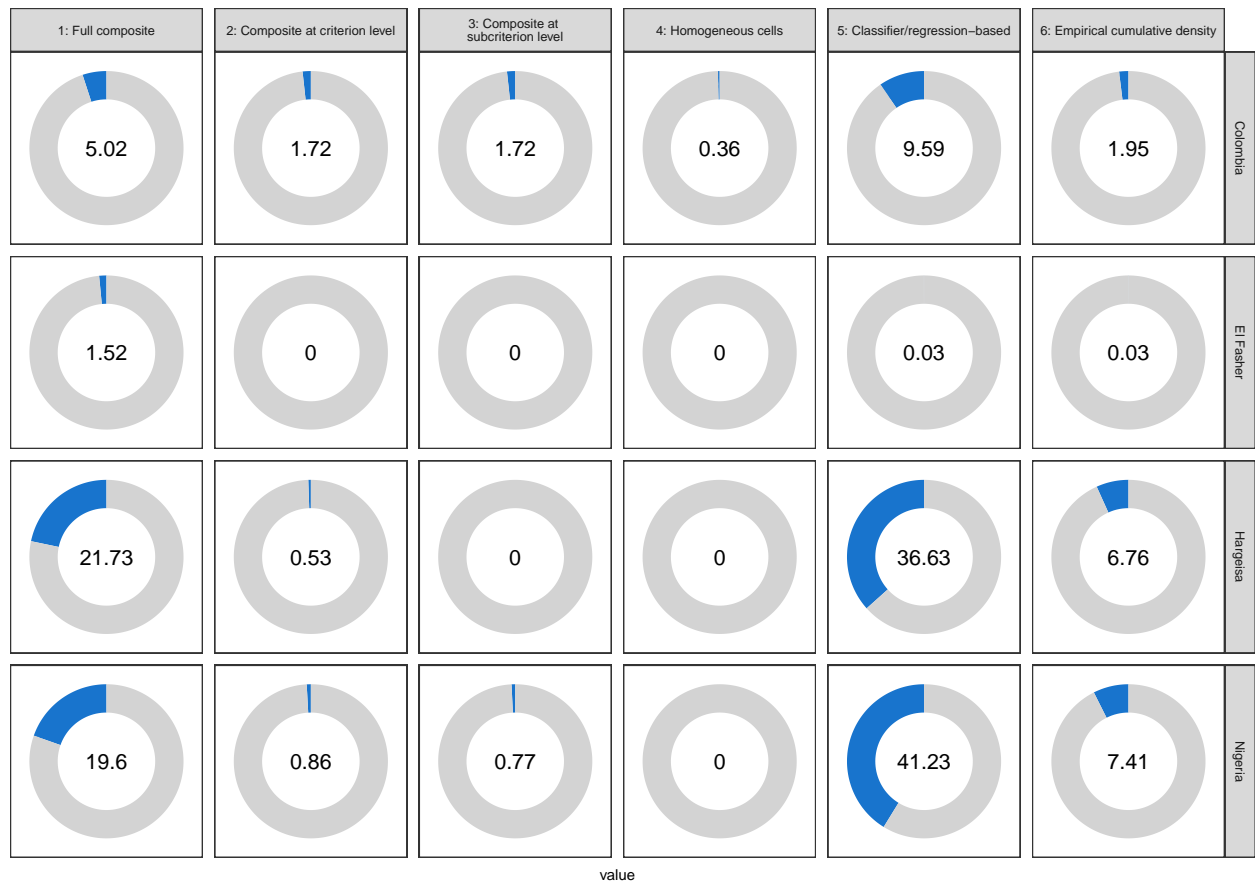 1: Full composite
2: Composite at criterion level
3: Composite at
subcriterion level
4: Homogeneous cells
5: Classifier/regression−based
6: Empirical cumulative density
5.02
1.72
1.72
0.36
9.59
1.95
Colombia
1.52
0
0
0
0.03
0.03
El Fasher
21.73
0.53
0
0
36.63
6.76
Hargeisa
19.6
0.86
0.77
0
41.23
7.41
Nigeria
value